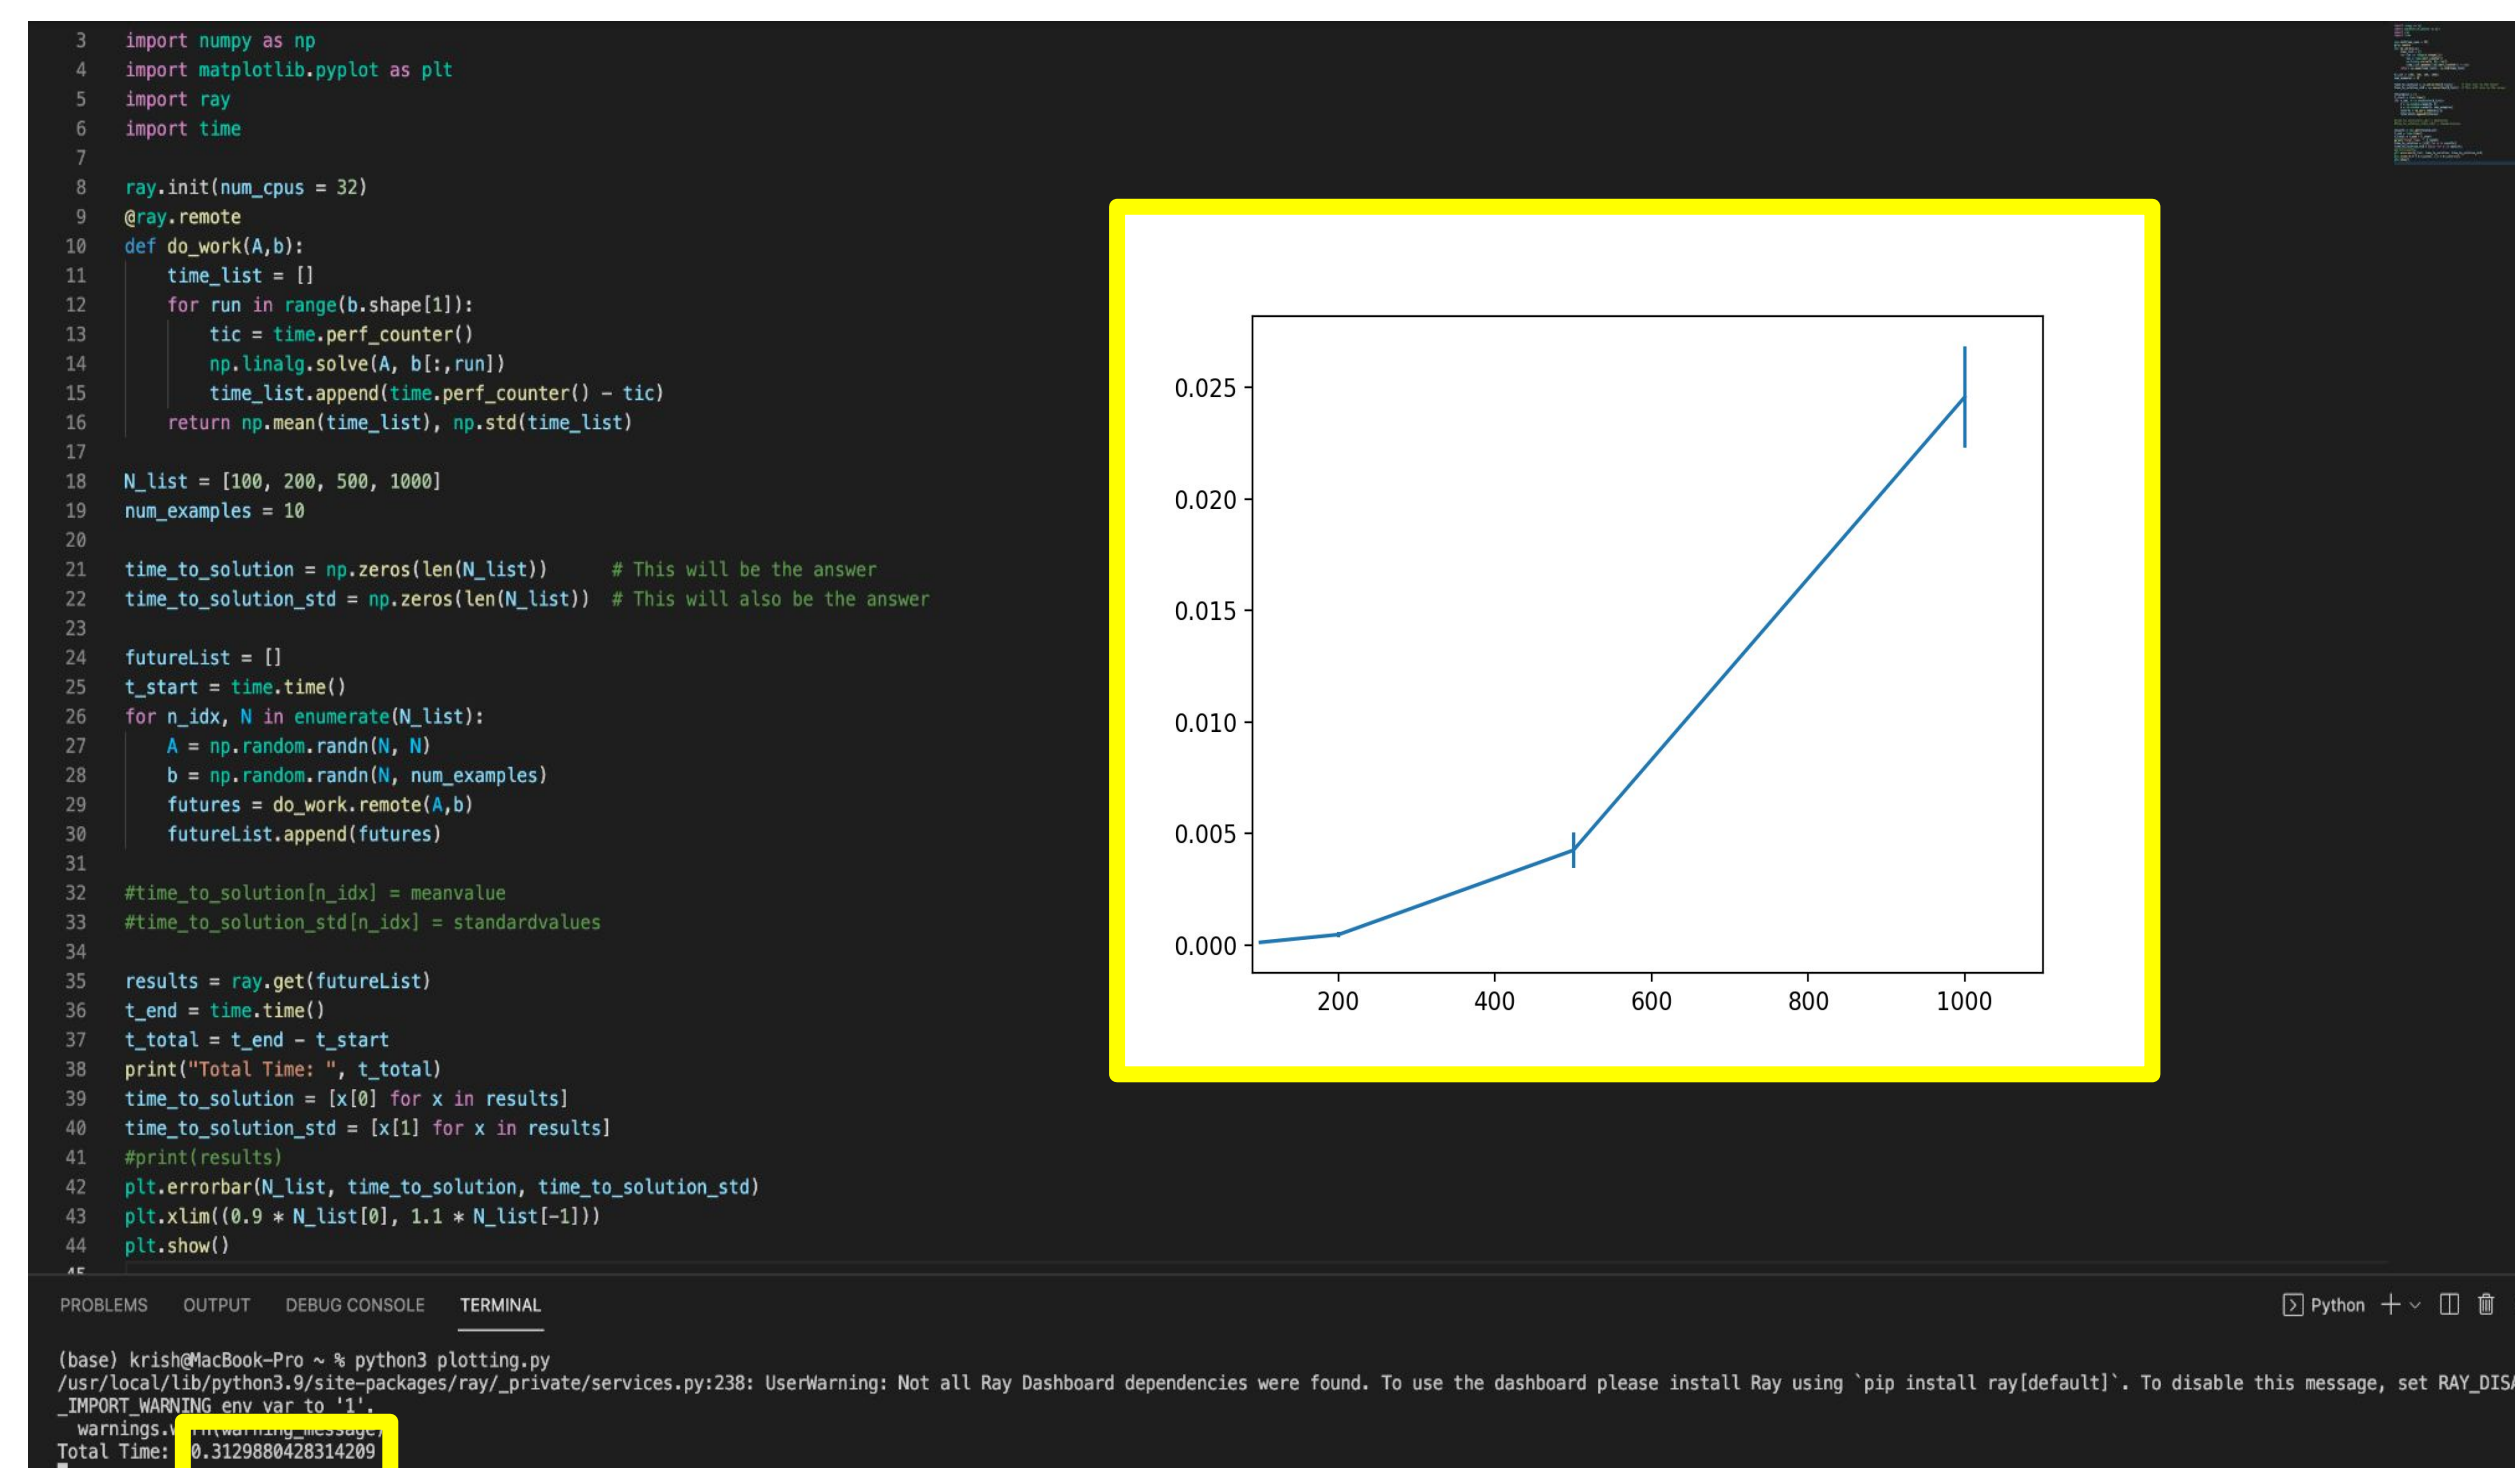 3 import numpy as np
4 import matplotlib.pyplot as plt
5 import ray
6 import time
7
8 ray.init(num_cpus = 32)
9 @ray.remote
10 def do_work(A,b):
11 time_list = []
12 for run in range(b.shape[1]):
13 tic = time.perf_counter()
14 np.linalg.solve(A, b[:,run])
15 time_list.append(time.perf_counter() - tic)
16 return np.mean(time_list), np.std(time_list)
17
18 N_list = [100, 200, 500, 1000]
19 num_examples = 10
20
21 time_to_solution = np.zeros(len(N_list)) # This will be the answer
22 time_to_solution_std = np.zeros(len(N_list)) # This will also be the answer
23
24 futureList = []
25 t_start = time.time()
26 for n_idx, N in enumerate(N_list):
27 A = np.random.randn(N, N)
28 b = np.random.randn(N, num_examples)
29 futures = do_work.remote(A,b)
30 futureList.append(futures)
31
32 #time_to_solution[n_idx] = meanvalue
33 #time_to_solution_std[n_idx] = standardvalues
34
35 results = ray.get(futureList)
36 t_end = time.time()
37 t_total = t_end - t_start
38 print("Total Time: ", t_total)
39 time_to_solution = [x[0] for x in results]
40 time_to_solution_std = [x[1] for x in results]
41 #print(results)
42 plt.errorbar(N_list, time_to_solution, time_to_solution_std)
43 plt.xlim((0.9 * N_list[0], 1.1 * N_list[-1]))
44 plt.show()
45
0.025
0.020
0.015
0.010
0.005
0.000
200 400 600 800 1000
PROBLEMS OUTPUT DEBUG CONSOLE TERMINAL Python
(base) krish@MacBook-Pro ~ % python3 plotting.py
/usr/local/lib/python3.9/site-packages/ray/_private/services.py:238: UserWarning: Not all Ray Dashboard dependencies were found. To use the dashboard please install Ray using `pip install ray[default]`. To disable this message, set RAY_DISA
_IMPORT_WARNING env var to '1'.
warnings.warn(warning_message)
Total Time: 0.3129880428314209